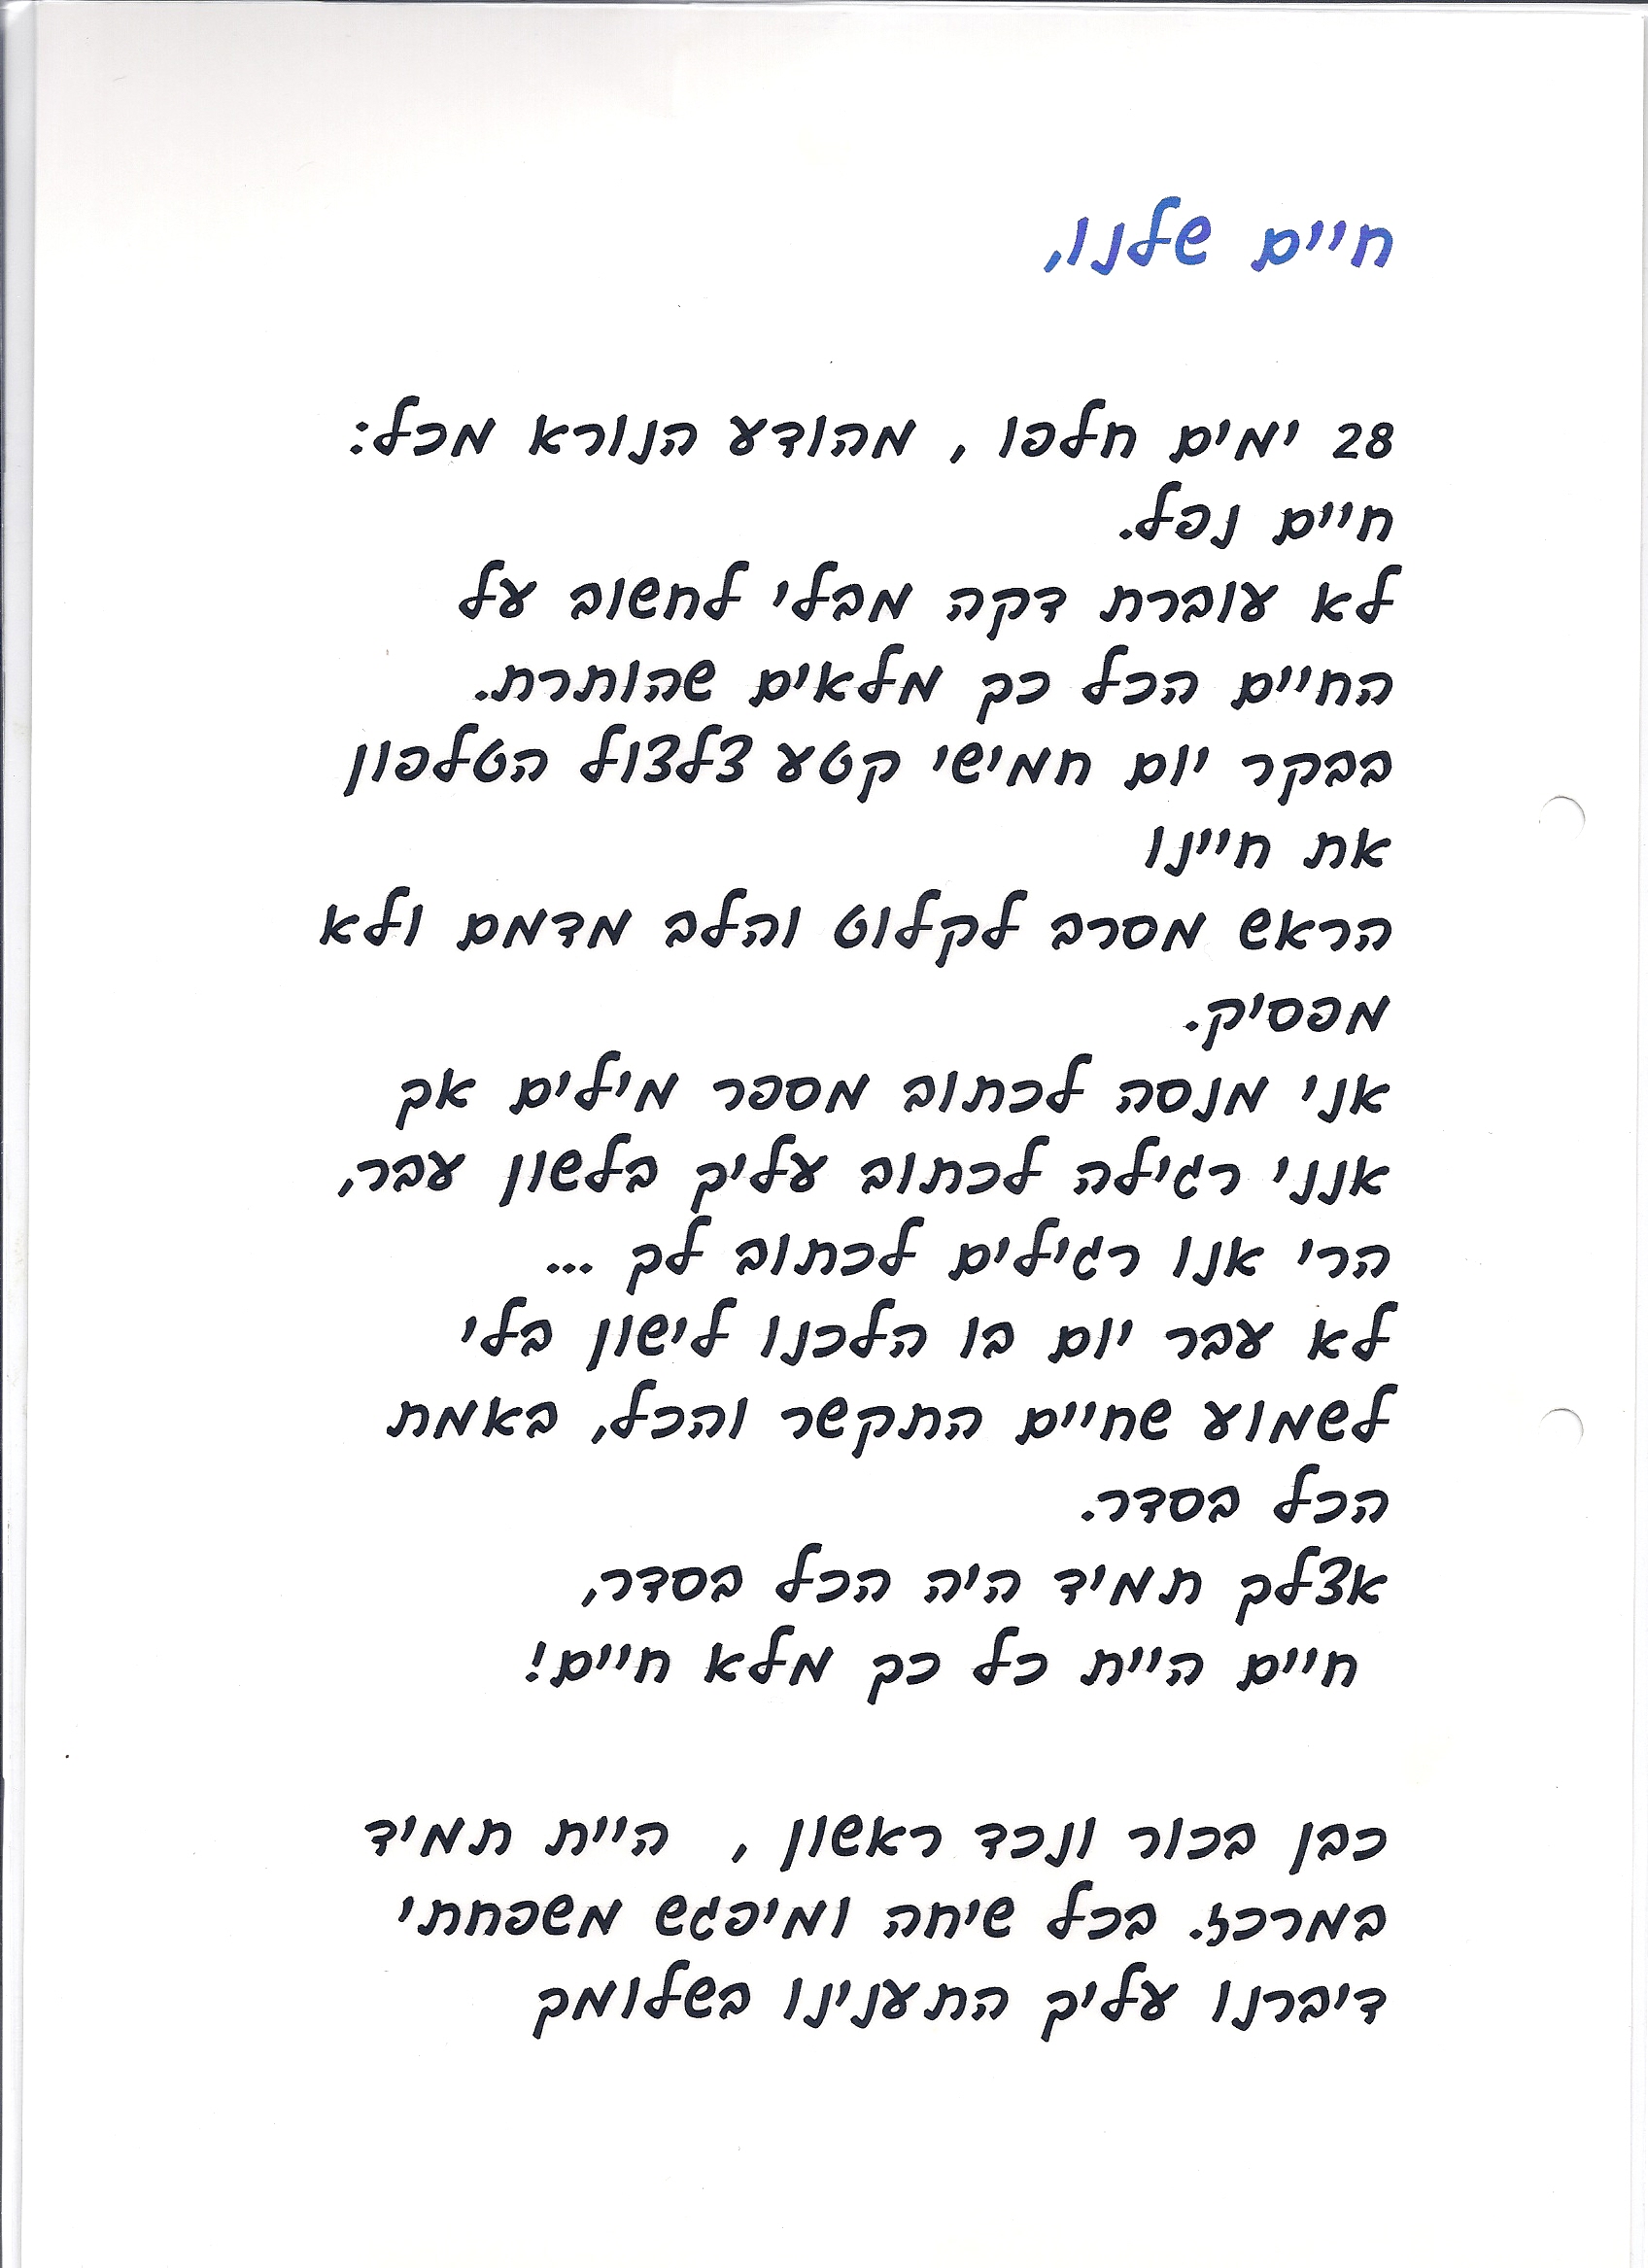 חיים שלנו,
28 ימים חלפו , מהודע הנורא מכל:
חיים נפל.
לא עוברת דקה מבלי לחשוב על
החיים הכל כך מלאים שהותרת.
בבקר יום חמישי קטע צלצול הטלפון
את חיינו
הראש מסרב לקלוט והלב מדמם ולא
מפסיק.
אני מנסה לכתוב מספר מילים אך
אנני רגילה לכתוב עליך בלשון עבר,
הרי אנו רגילים לכתוב לך ...
לא עבר יום בו הלכנו לישון בלי
לשמוע שחיים התקשר והכל, באמת
הכל בסדר.
אצלך תמיד היה הכל בסדר,
חיים היית כל כך מלא חיים!
כבן בכור ונכד ראשון , היית תמיד
במרכז. בכל שיחה ומיפגש משפחתי
דיברנו עליך התענינו בשלומך